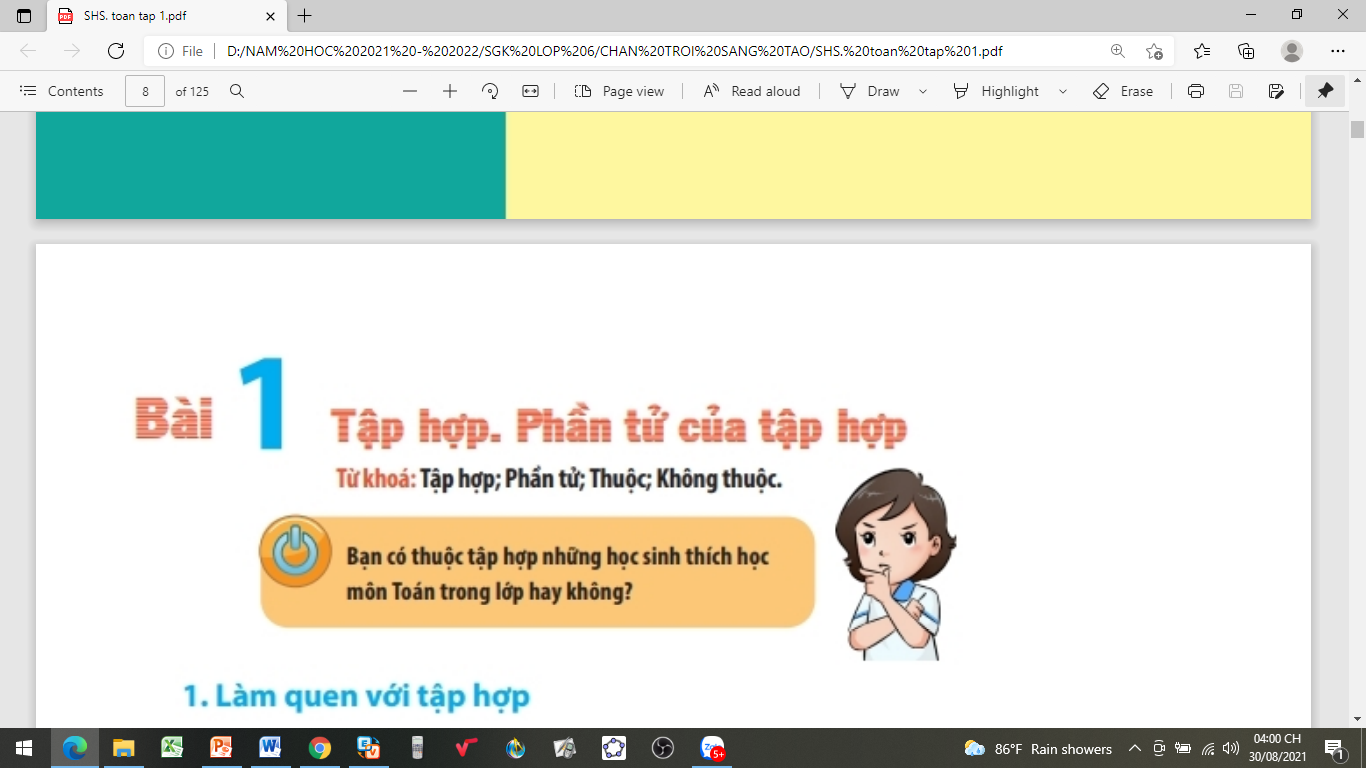 SHS. toan tap 1.pdf
File
D:/NAM%20HOC%202021%20-%202022/SGK%20LOP%206/CHAN%20TROI%20SANG%20TAO/SHS.%20toan%20tap%201.pdf
Contents 8 of 125 Page view Read aloud Draw Highlight Erase
Bài 1 Tập hợp. Phần tử của tập hợp
Từ khoá: Tập hợp; Phần tử; Thuộc; Không thuộc.
Bạn có thuộc tập hợp những học sinh thích học
môn Toán trong lớp hay không?
1. Làm quen với tập hợp
86°F Rain showers
04:00 CH
30/08/2021